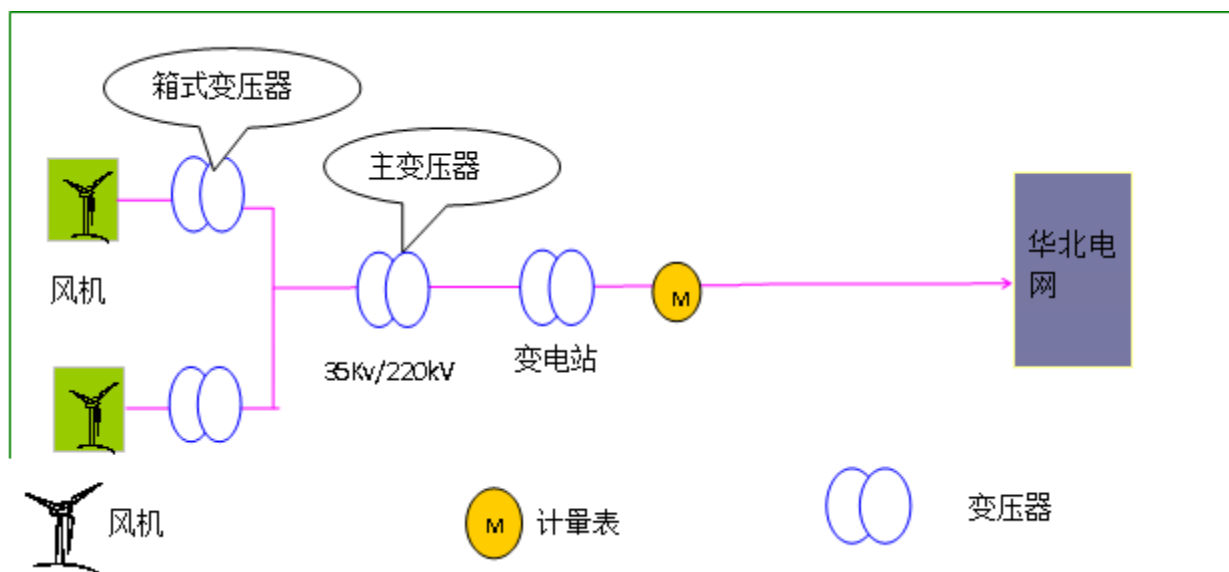 箱式变压器
主变压器
风机
华北电
网
M
35Kv/220kV
变电站
风机
M
计量表
变压器